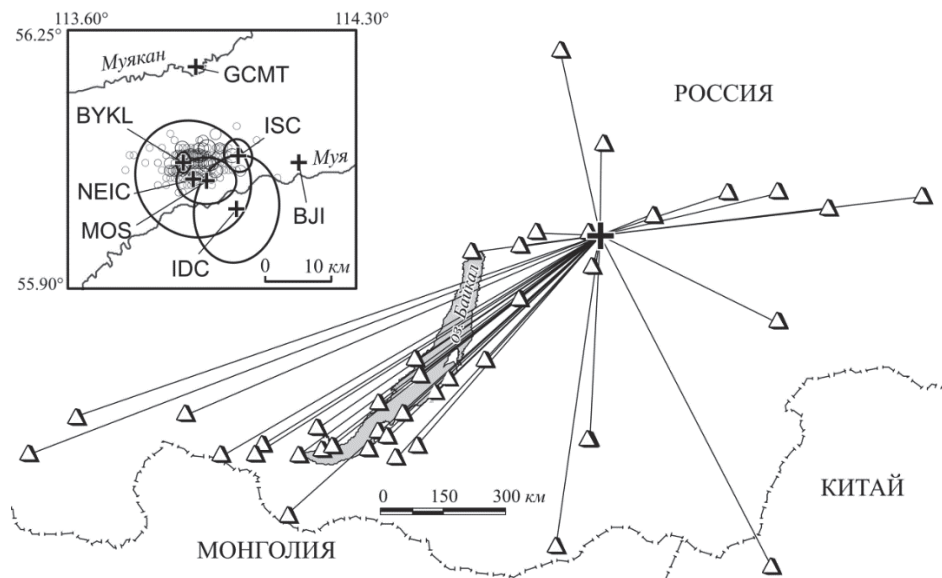 113.60° 114.30°
56.25°
Муякан
GCMT
РОССИЯ
BYKL
ISC
Муя
NEIC
MOS
BJI
IDC
0 10 км
55.90°
оз. Байкал
КИТАЙ
0 150 300 км
МОНГОЛИЯ